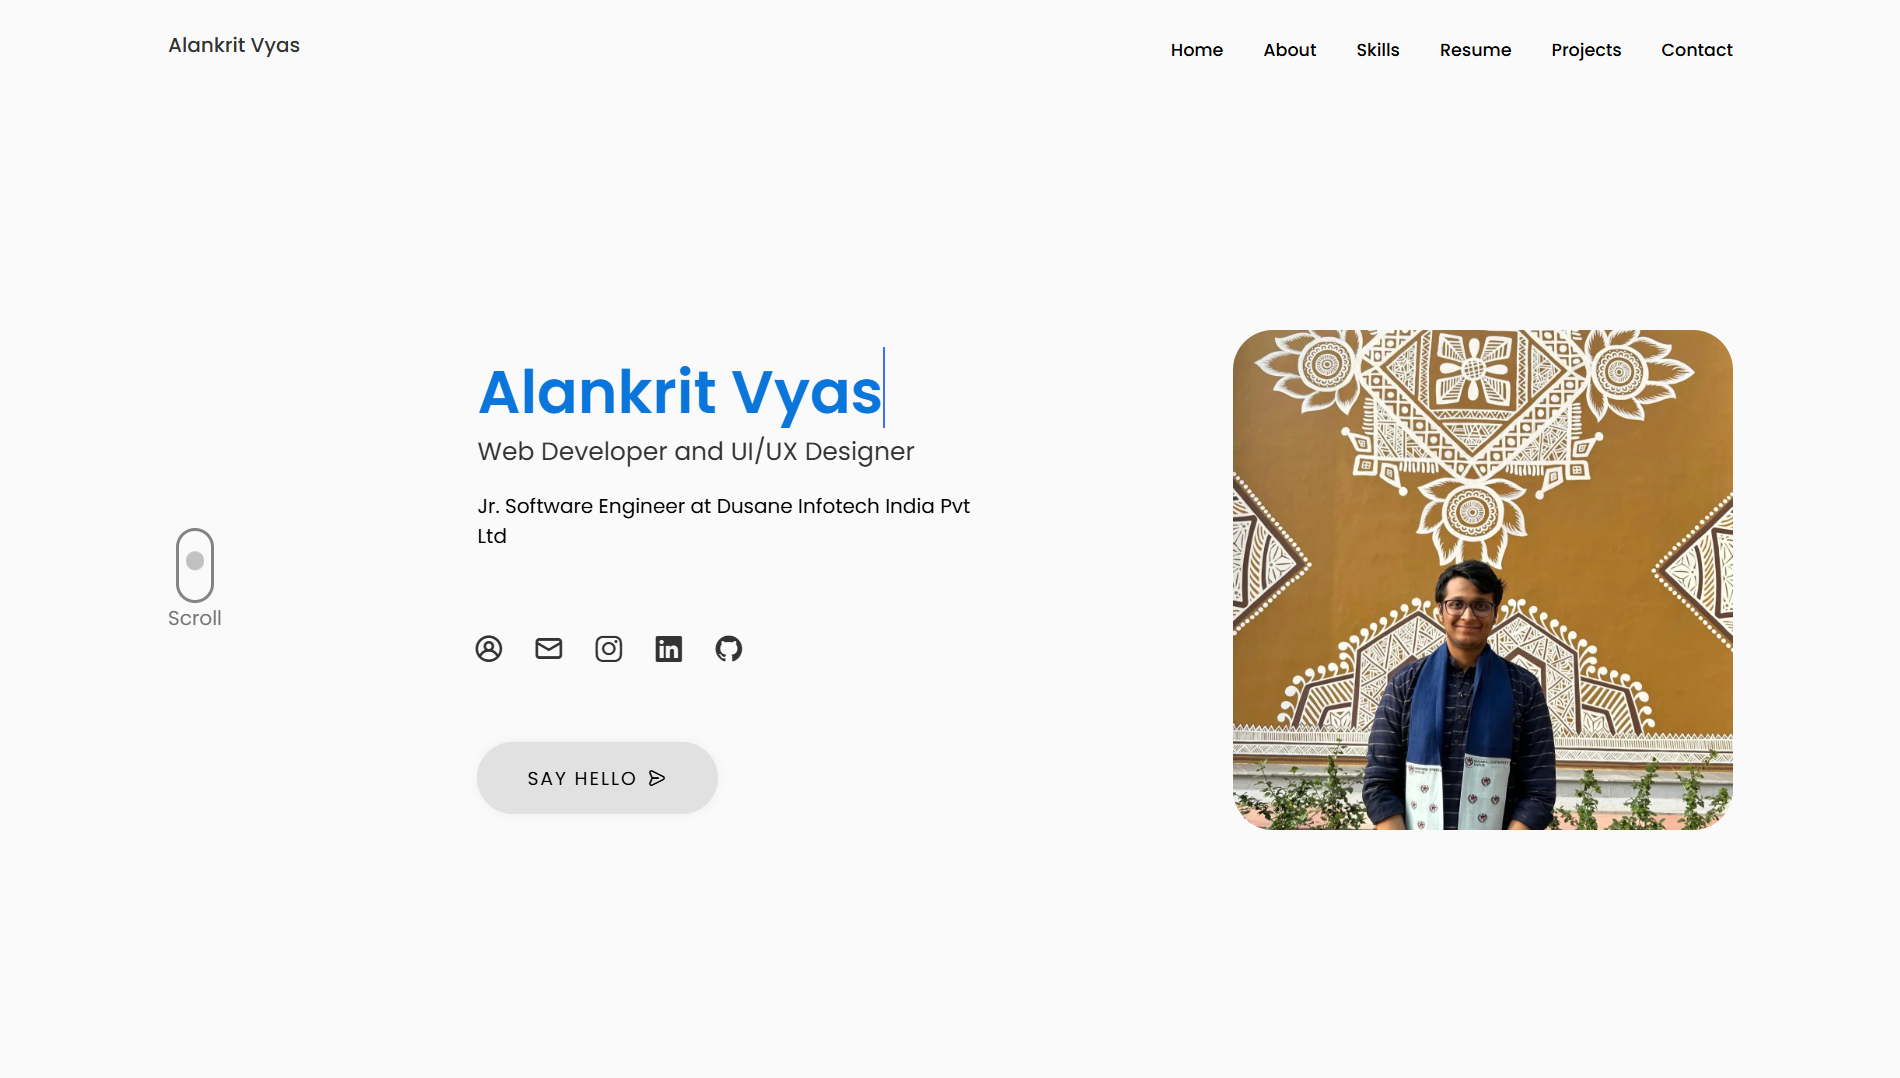 Alankrit Vyas
Home About Skills Resume Projects Contact
Alankrit Vyas
Web Developer and UI/UX Designer
Jr. Software Engineer at Dusane Infotech India Pvt
Ltd
Scroll
in
SAY HELLO